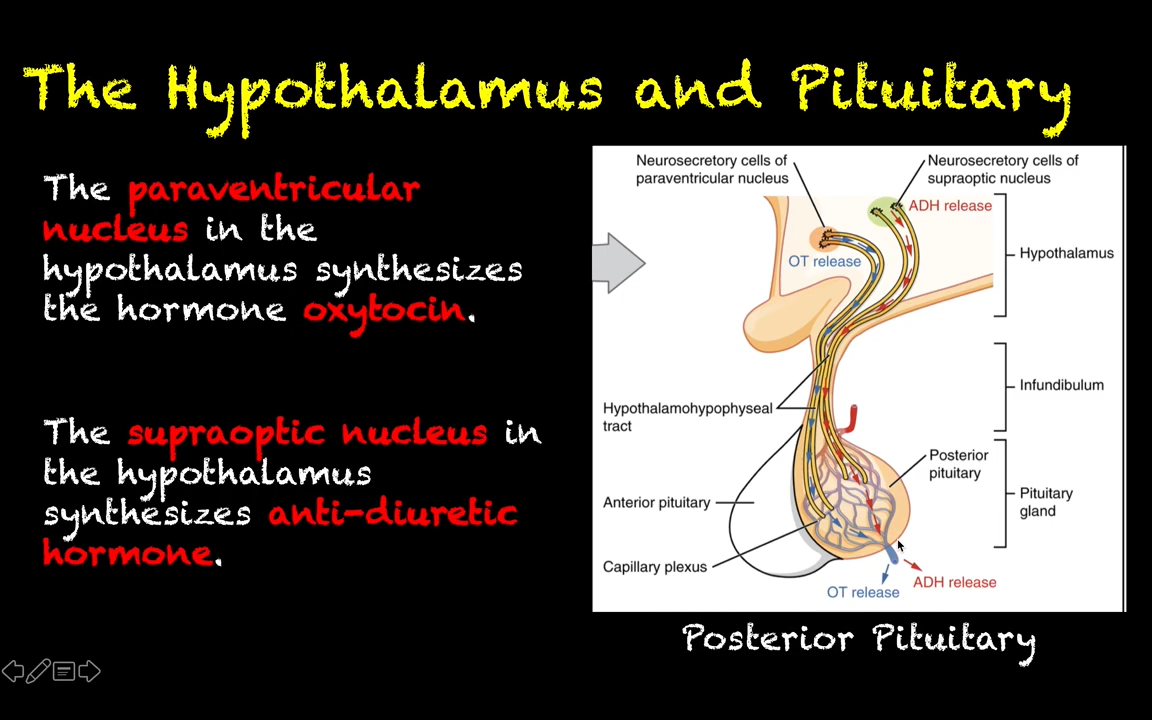 The Hypothalamus and Pituitary
The paraventricular
nucleus in the
hypothalamus synthesizes
the hormone oxytocin.
The supraoptic nucleus in
the hypothalamus
synthesizes anti-diuretic
hormone.
Neurosecretory cells of
paraventricular nucleus
Neurosecretory cells of
supraoptic nucleus
ADH release
OT release
Hypothalamus
Infundibulum
Hypothalamohypophyseal
tract
Posterior
pituitary
Anterior pituitary
Pituitary
gland
Capillary plexus
OT release
ADH release
Posterior Pituitary